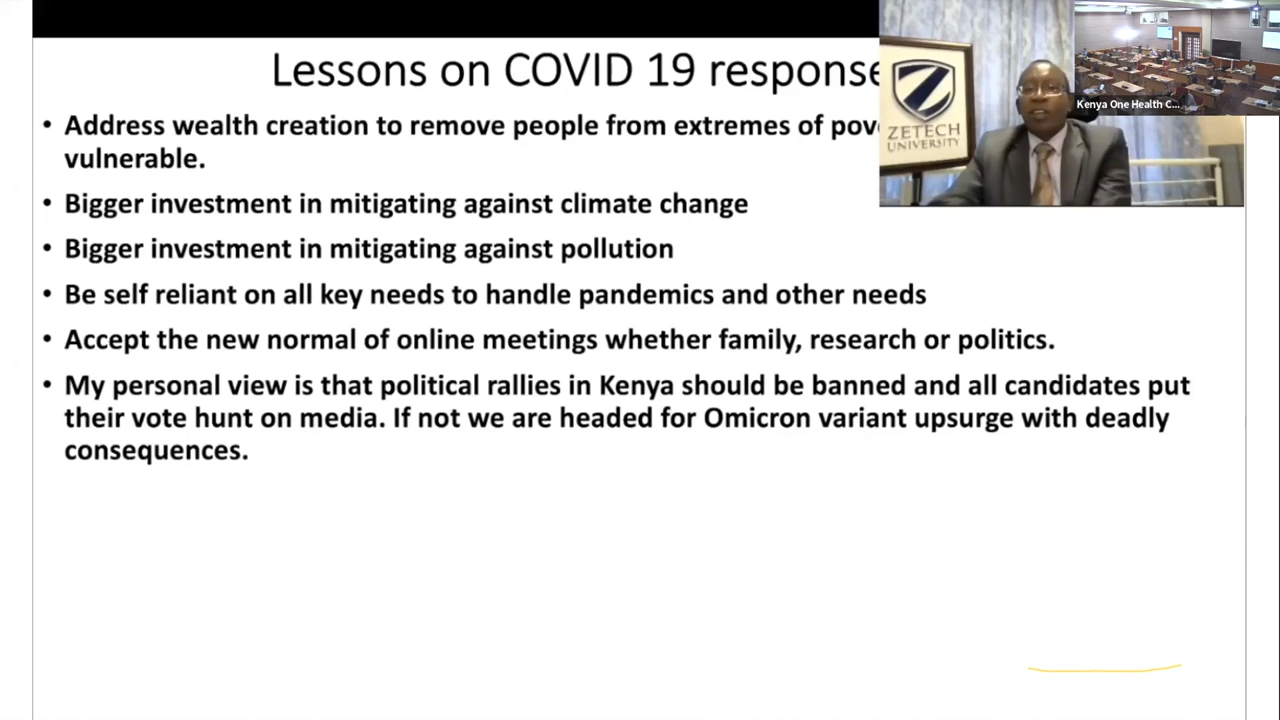 Lessons on COVID 19 response
• Address wealth creation to remove people from extremes of
vulnerable.
• Bigger investment in mitigating against climate change
• Bigger investment in mitigating against pollution
• Be self reliant on all key needs to handle pandemics and other needs
• Accept the new normal of online meetings whether family, research or politics.
• My personal view is that political rallies in Kenya should be banned and all candidates put
their vote hunt on media. If not we are headed for Omicron variant upsurge with deadly
consequences.
Z
ZETECH
UNIVERSITY
Kenya One Health C...